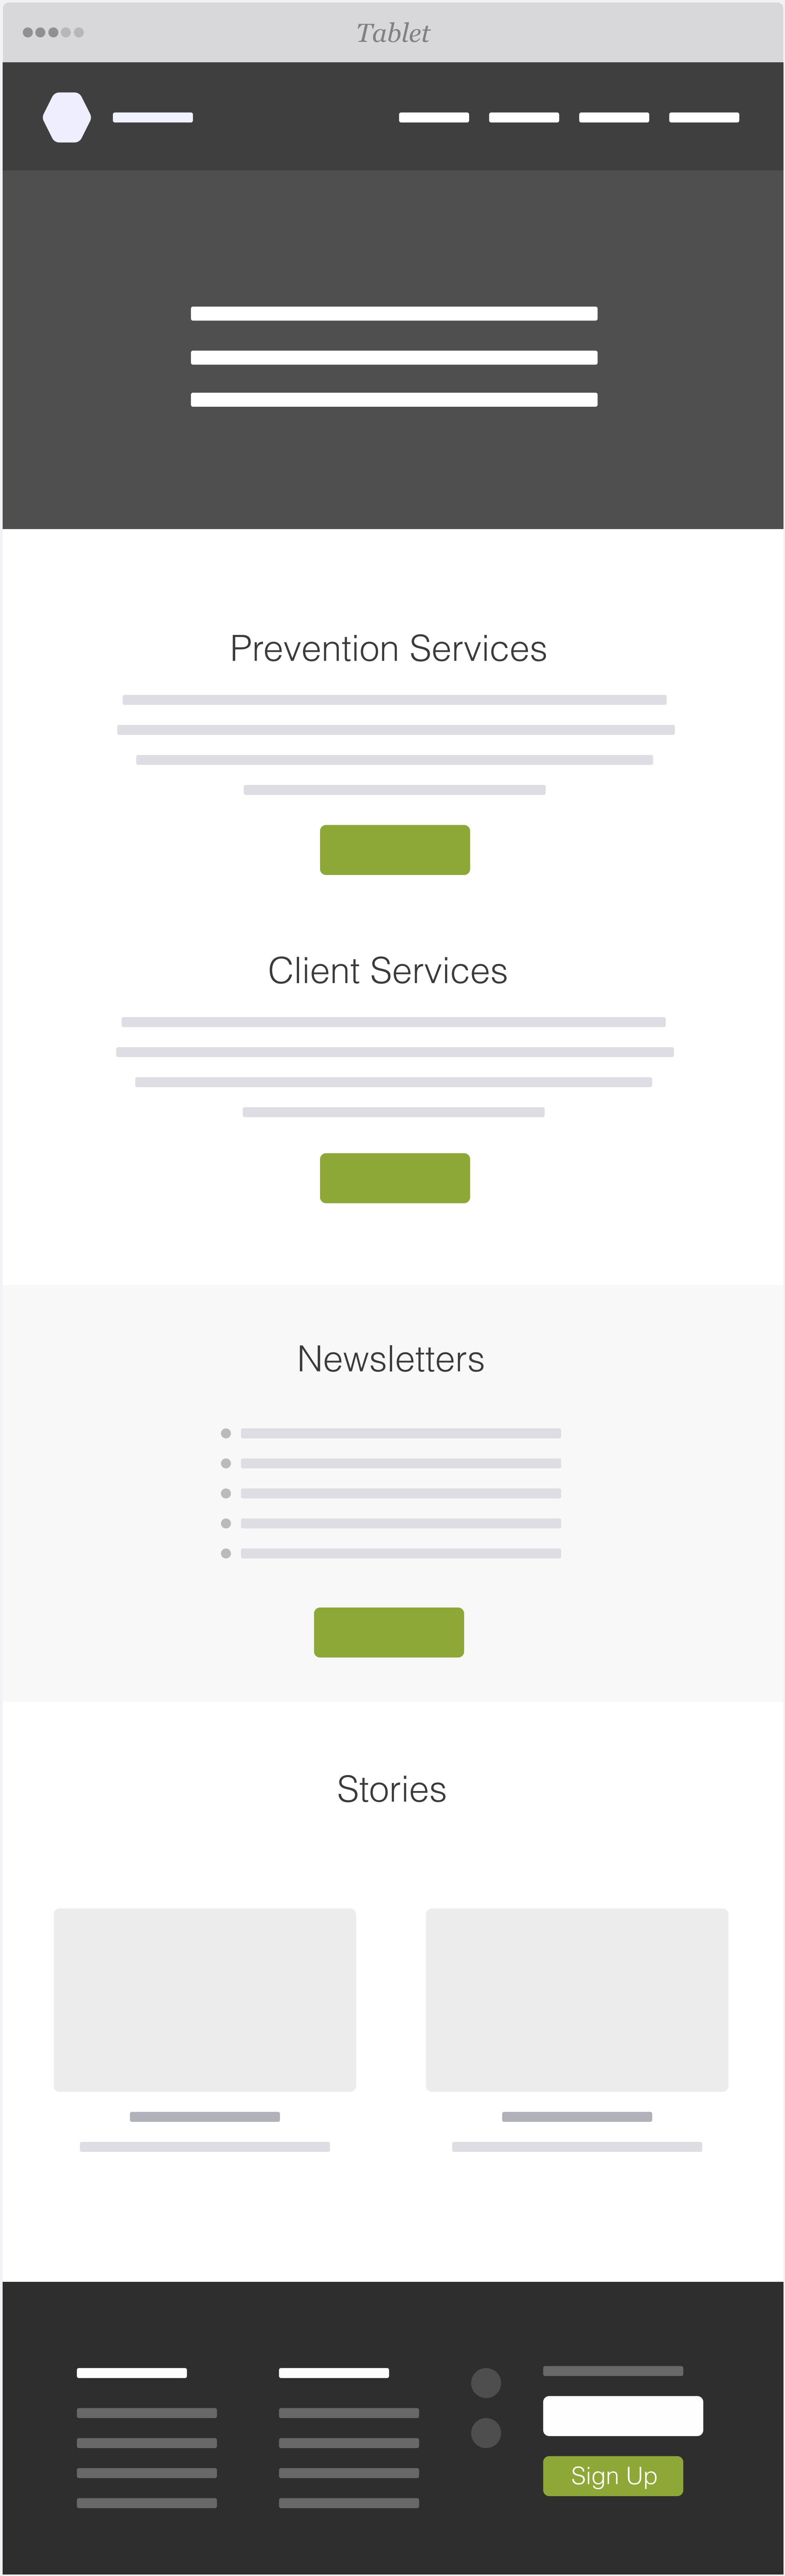 Tablet
Prevention Services
Client Services
Newsletters
Stories
Sign Up